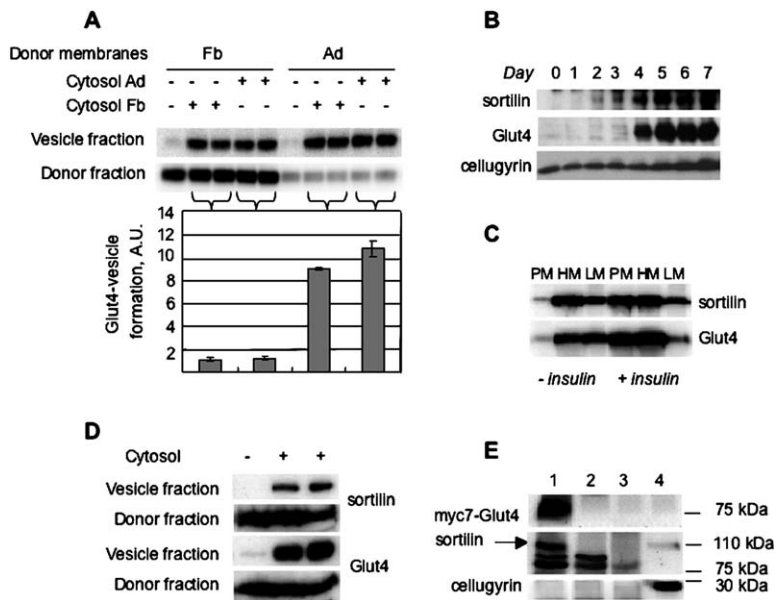 A
Donor membranes Fb Ad
Cytosol Ad - - - + + - - - + +
Cytosol Fb - + + - - - + + - -
Vesicle fraction
Donor fraction
Glut4-vesicle formation, A.U.
14
12
10
8
6
4
2
B
Day 0 1 2 3 4 5 6 7
sortilin
Glut4
cellugyrin
C
PM HM LM PM HM LM
sortilin
Glut4
- insulin + insulin
D
Cytosol - + +
Vesicle fraction
sortilin
Donor fraction
Vesicle fraction
Glut4
Donor fraction
E
1 2 3 4
myc7-Glut4
75 kDa
sortilin
110 kDa
75 kDa
cellugyrin
30 kDa